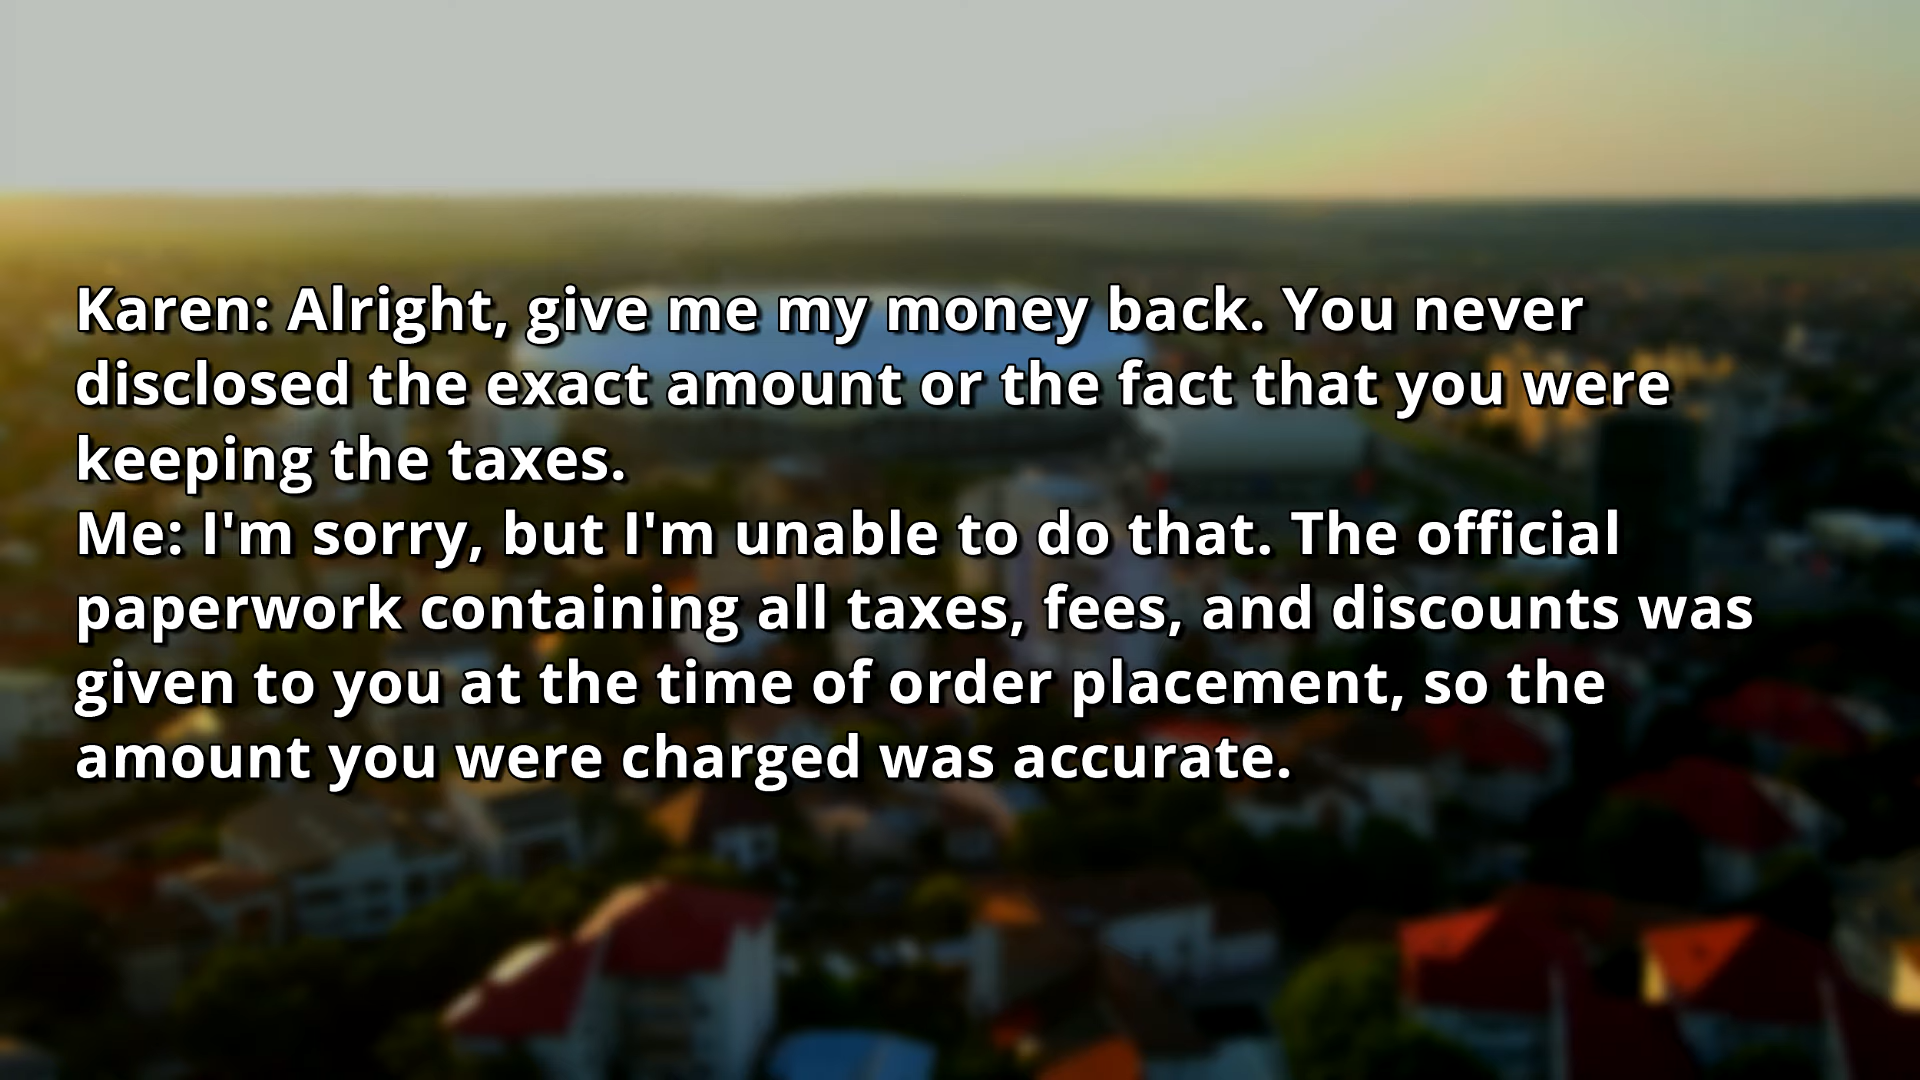 Karen: Alright, give me my money back. You never
disclosed the exact amount or the fact that you were
keeping the taxes.
Me: I'm sorry, but I'm unable to do that. The official
paperwork containing all taxes, fees, and discounts was
given to you at the time of order placement, so the
amount you were charged was accurate.